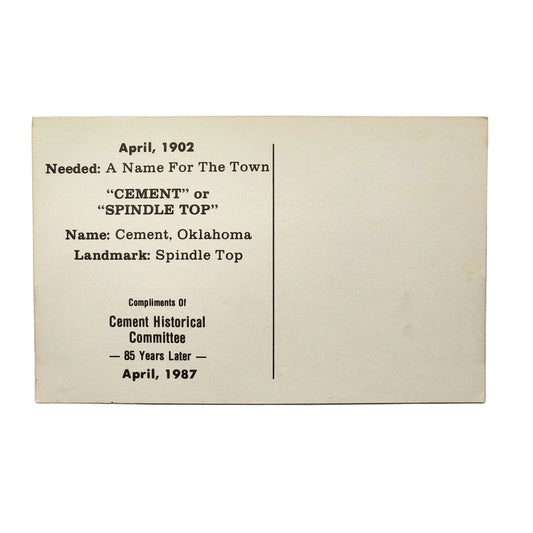 April, 1902
Needed: A Name For The Town
"CEMENT" or
"SPINDLE TOP"
Name: Cement, Oklahoma
Landmark: Spindle Top
Compliments Of
Cement Historical
Committee
— 85 Years Later —
April, 1987